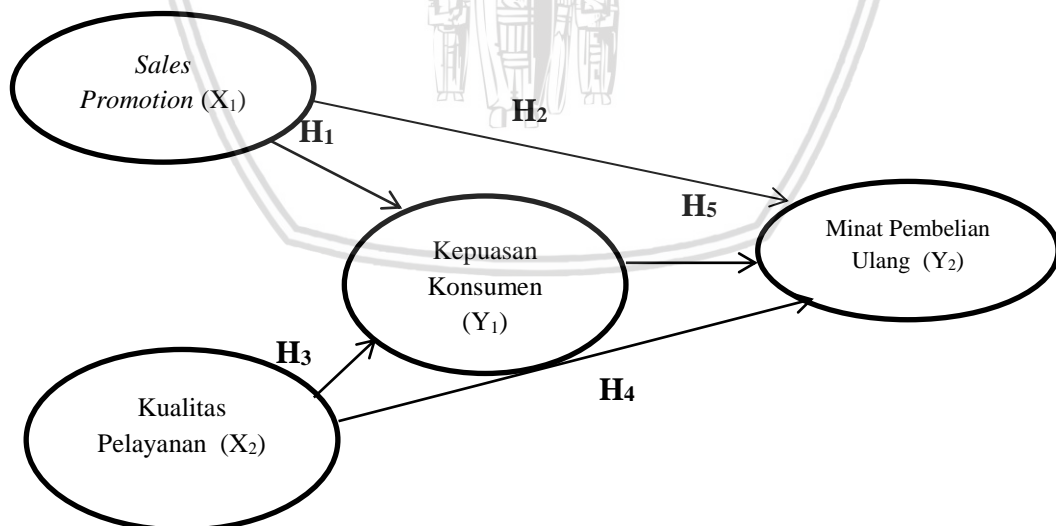 Sales
Promotion (X₁)
H₂
H₁
H₅
Minat Pembelian
Ulang (Y₂)
Kepuasan
Konsumen
(Y₁)
H₃
H₄
Kualitas
Pelayanan (X₂)